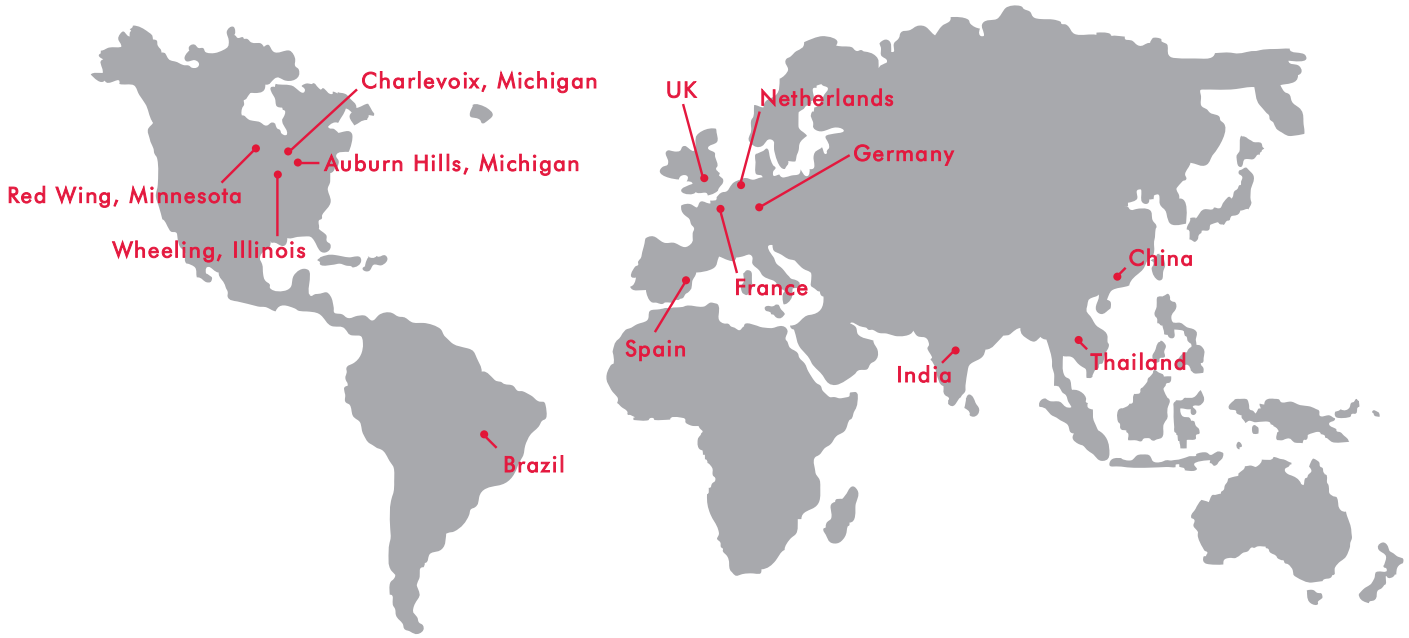 Charlevoix, Michigan
UK
Netherlands
Germany
Auburn Hills, Michigan
Red Wing, Minnesota
Wheeling, Illinois
China
France
Spain
Thailand
India
Brazil